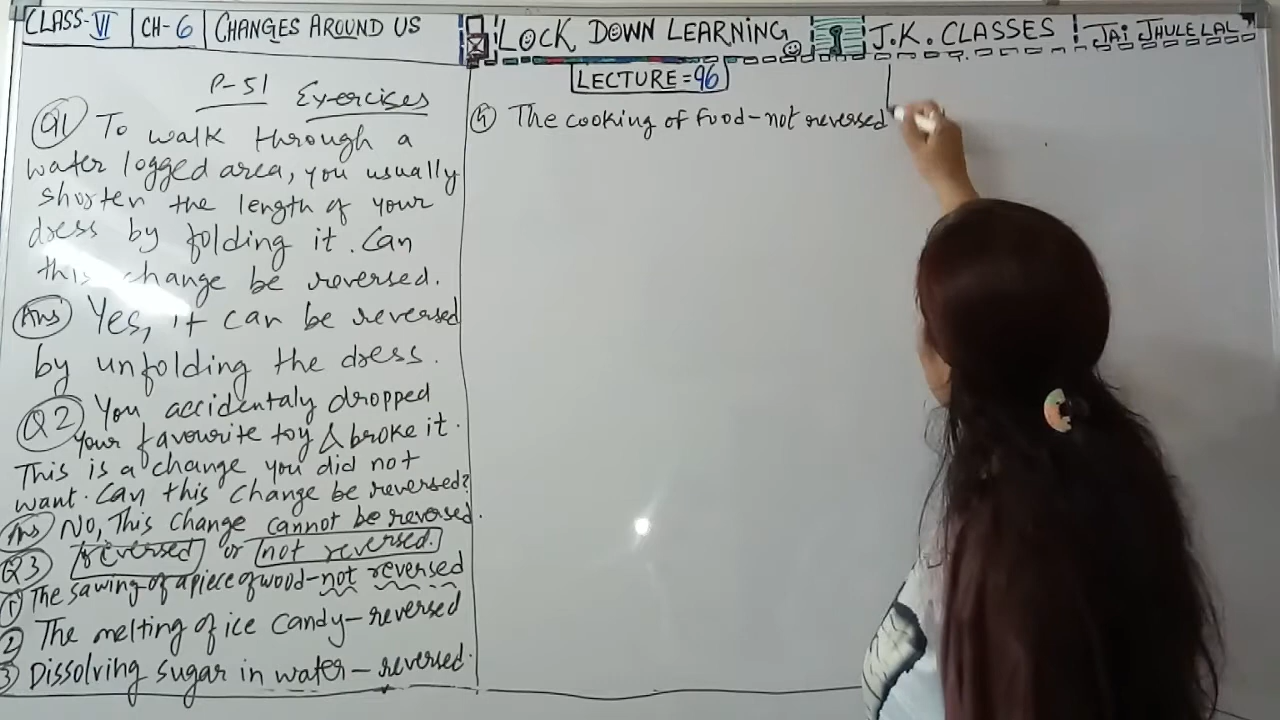 CLASS-VI CH-6 CHANGES AROUND US LOCK DOWN LEARNING J.K. CLASSES JAI JHULELAL
LECTURE=96
P-51 Exercises
Q1 To walk through a
water logged area, you usually
shorten the length of your
dress by folding it. Can
this change be reversed.
Ans Yes, it can be reversed
by unfolding the dress.
Q2 You accidentaly dropped
your favourite toy & broke it.
This is a change you did not
want. Can this change be reversed?
Ans No, This change cannot be reversed.
Q3 reversed or not reversed.
1 The sawing of a piece of wood-not reversed
2 The melting of ice candy-reversed
3 Dissolving sugar in water-reversed.
4 The cooking of food-not reversed